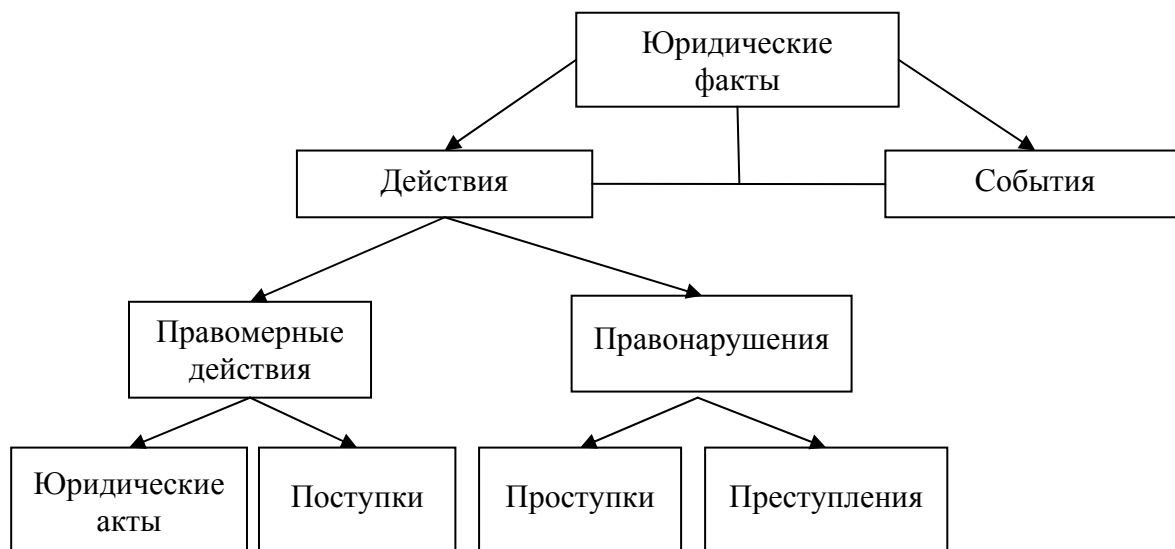 Юридические
факты
Действия
События
Правомерные
действия
Правонарушения
Юридические
акты
Поступки
Проступки
Преступления